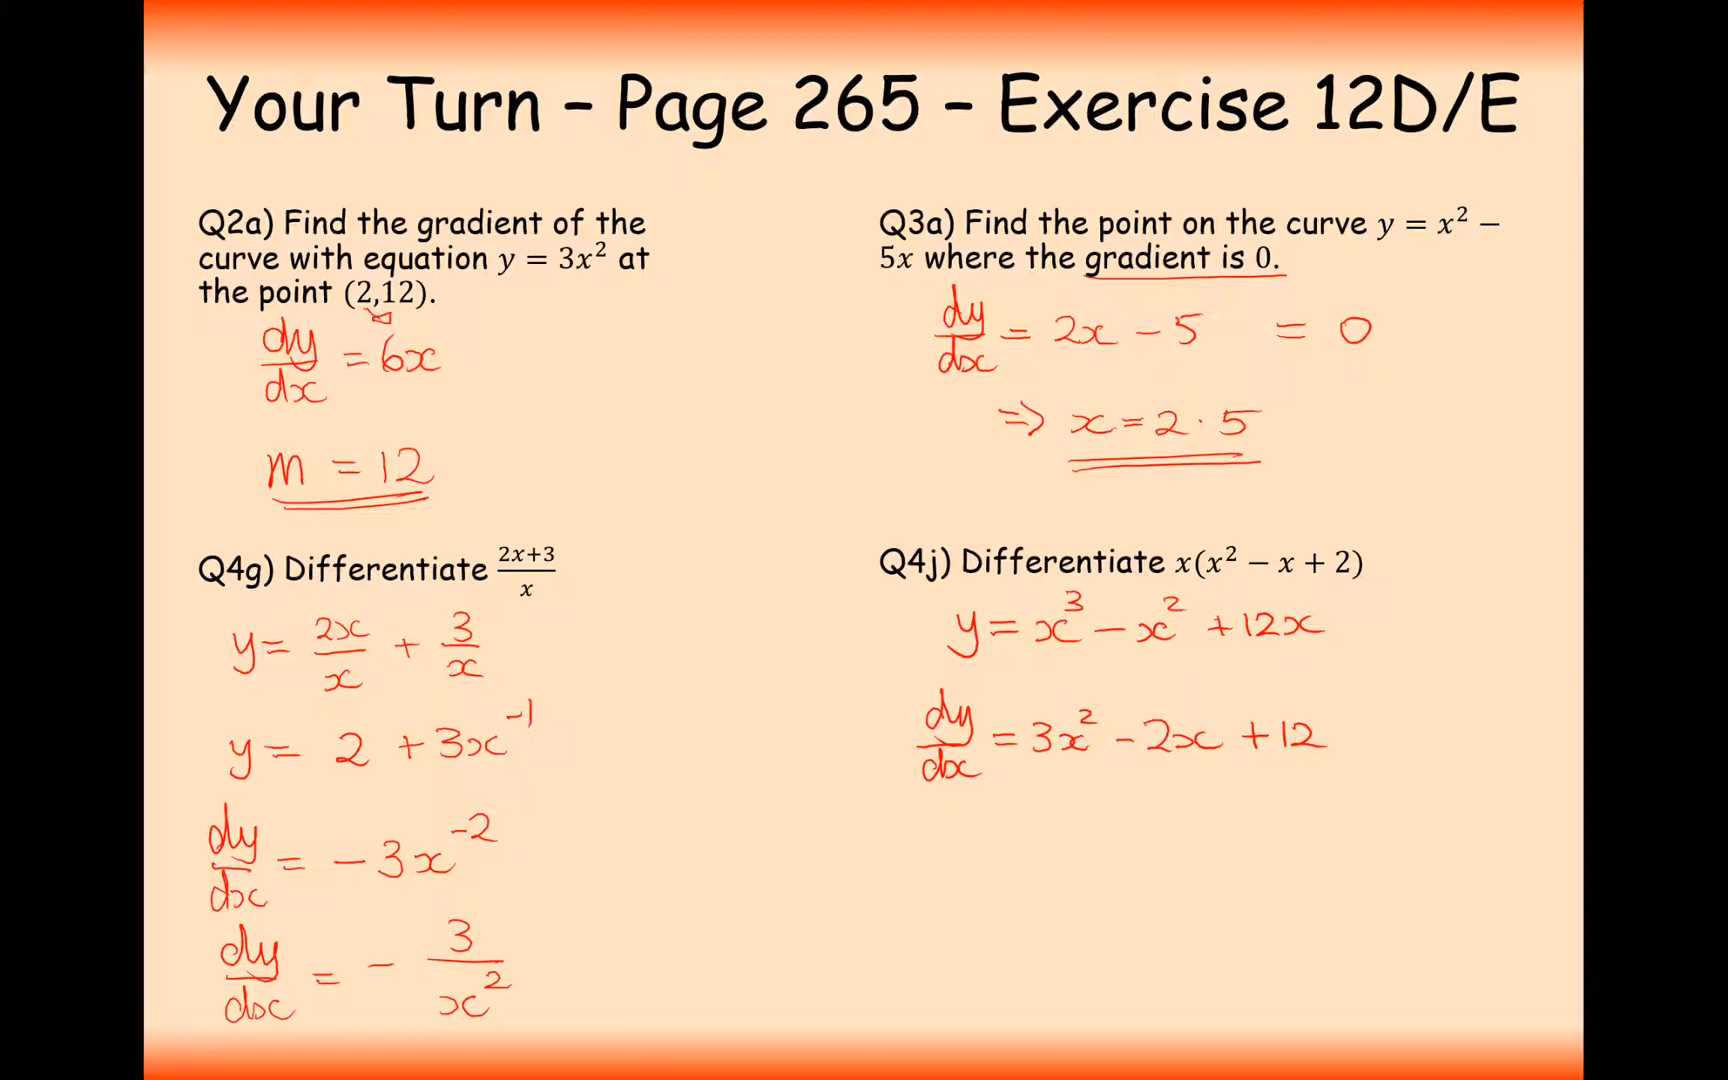 Your Turn – Page 265 – Exercise 12D/E
Q2a) Find the gradient of the
curve with equation y = 3x² at
the point (2,12).
dy/dx = 6x
m = 12
Q3a) Find the point on the curve y = x² −
5x where the gradient is 0.
dy/dx = 2x − 5 = 0
⇒ x = 2·5
Q4g) Differentiate (2x+3)/x
y = 2x/x + 3/x
y = 2 + 3x⁻¹
dy/dx = −3x⁻²
dy/dx = − 3/x²
Q4j) Differentiate x(x² − x + 2)
y = x³ − x² + 12x
dy/dx = 3x² − 2x + 12